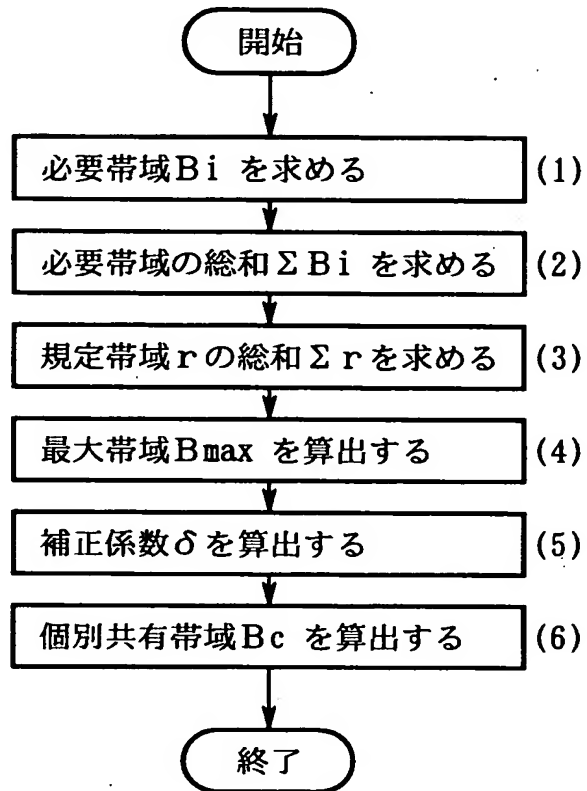 開始
必要帯域Bi を求める (1)
必要帯域の総和ΣBi を求める (2)
規定帯域rの総和Σrを求める (3)
最大帯域Bmax を算出する (4)
補正係数δを算出する (5)
個別共有帯域Bc を算出する (6)
終了